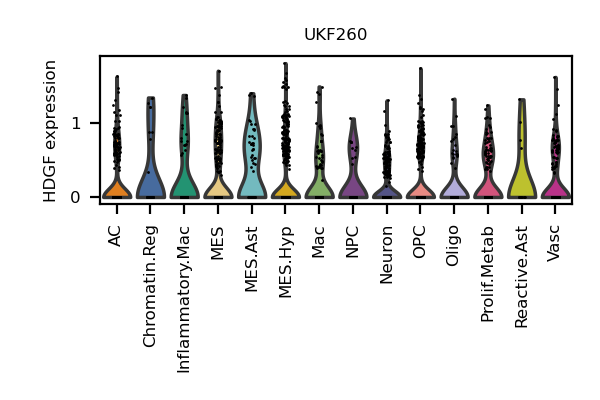 UKF260
HDGF expression
1
0
AC
Chromatin.Reg
Inflammatory.Mac
MES
MES.Ast
MES.Hyp
Mac
NPC
Neuron
OPC
Oligo
Prolif.Metab
Reactive.Ast
Vasc